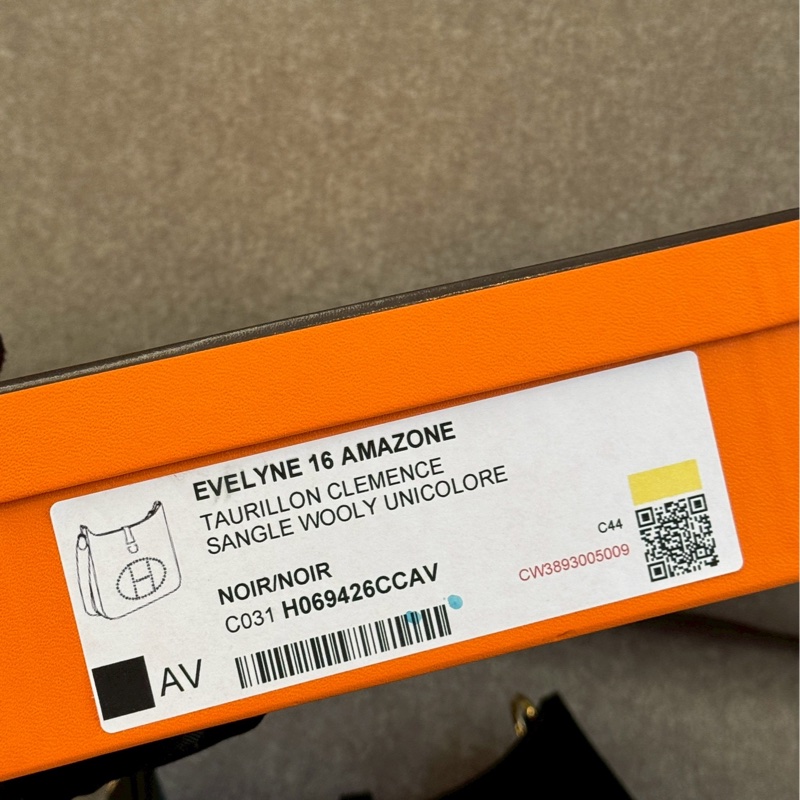 EVELYNE 16 AMAZONE
TAURILLON CLEMENCE
SANGLE WOOLY UNICOLORE
NOIR/NOIR
C031 H069426CCAV
AV
C44
CW3893005009
H